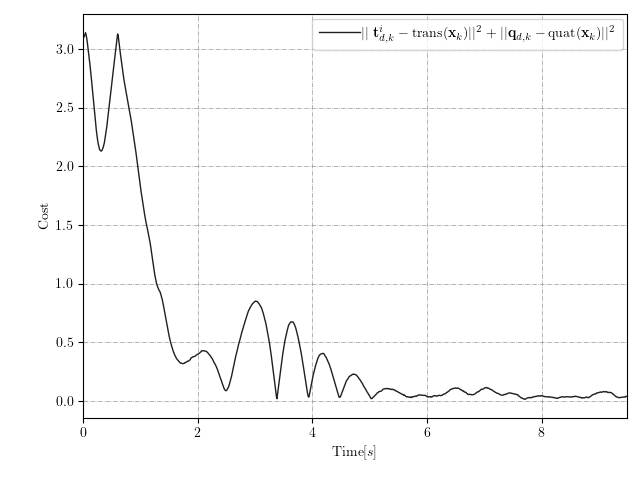 || t^i_{d,k} − trans(x_k)||^2 + ||q_{d,k} − quat(x_k)||^2
3.0
2.5
2.0
1.5
1.0
0.5
0.0
Cost
0 2 4 6 8
Time[s]